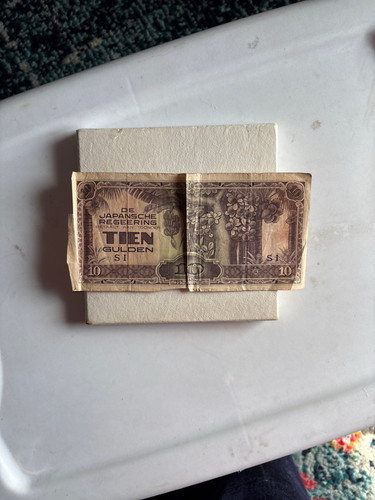 DE
JAPANSCHE
REGEERING
TIEN
GULDEN
SI SI
10 10 10